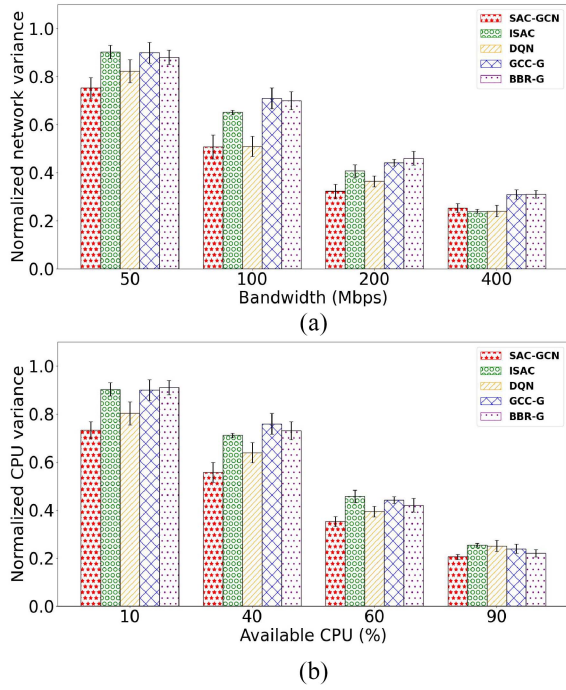 (a)
Normalized network variance
1.0
0.8
0.6
0.4
0.2
0.0
SAC-GCN
ISAC
DQN
GCC-G
BBR-G
50 100 200 400
Bandwidth (Mbps)
(a)
Normalized CPU variance
1.0
0.8
0.6
0.4
0.2
0.0
SAC-GCN
ISAC
DQN
GCC-G
BBR-G
10 40 60 90
Available CPU (%)
(b)